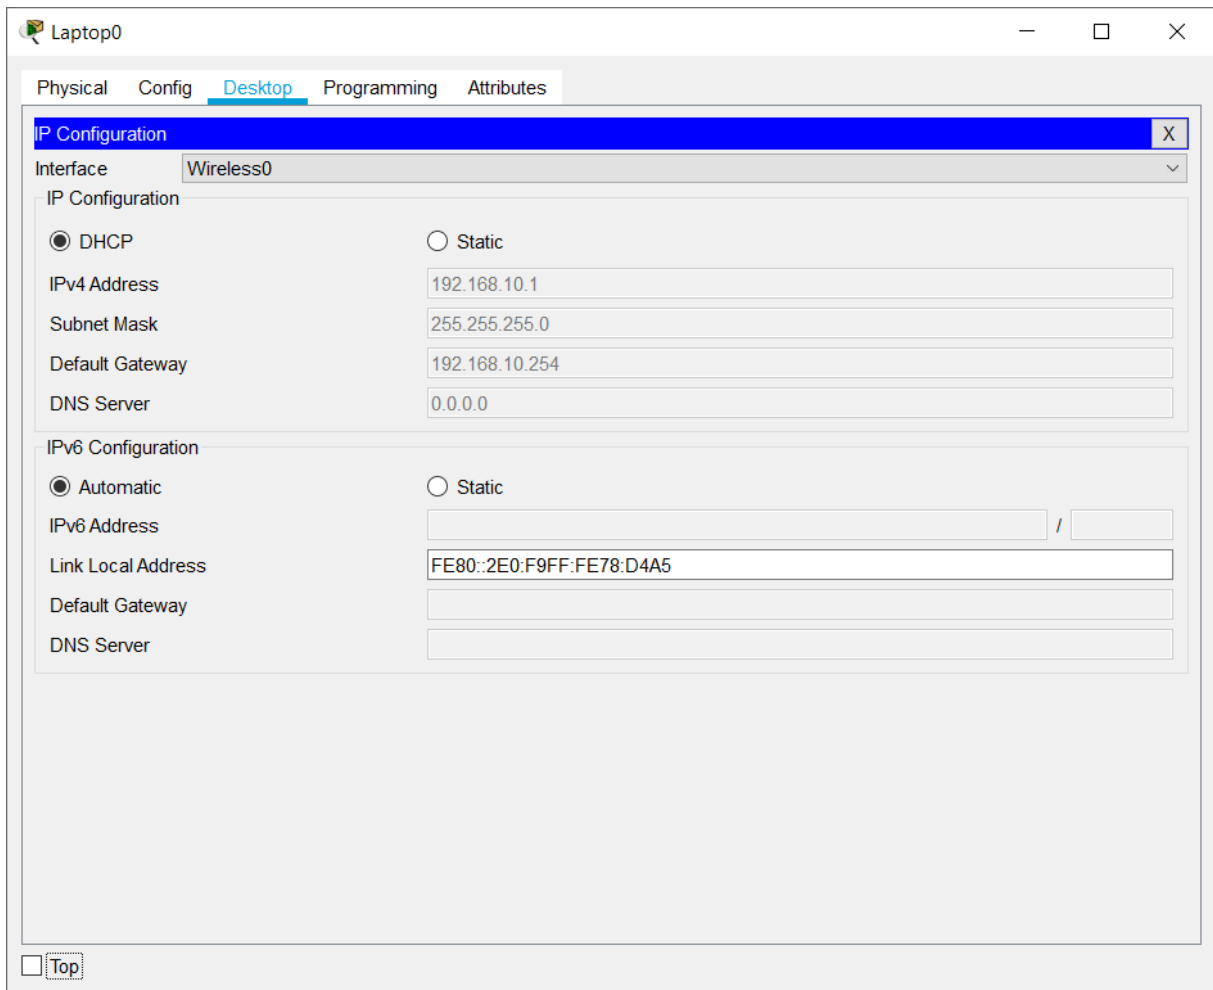 Laptop0
Physical Config Desktop Programming Attributes
IP Configuration X
Interface Wireless0
IP Configuration
DHCP Static
IPv4 Address 192.168.10.1
Subnet Mask 255.255.255.0
Default Gateway 192.168.10.254
DNS Server 0.0.0.0
IPv6 Configuration
Automatic Static
IPv6 Address /
Link Local Address FE80::2E0:F9FF:FE78:D4A5
Default Gateway
DNS Server
Top